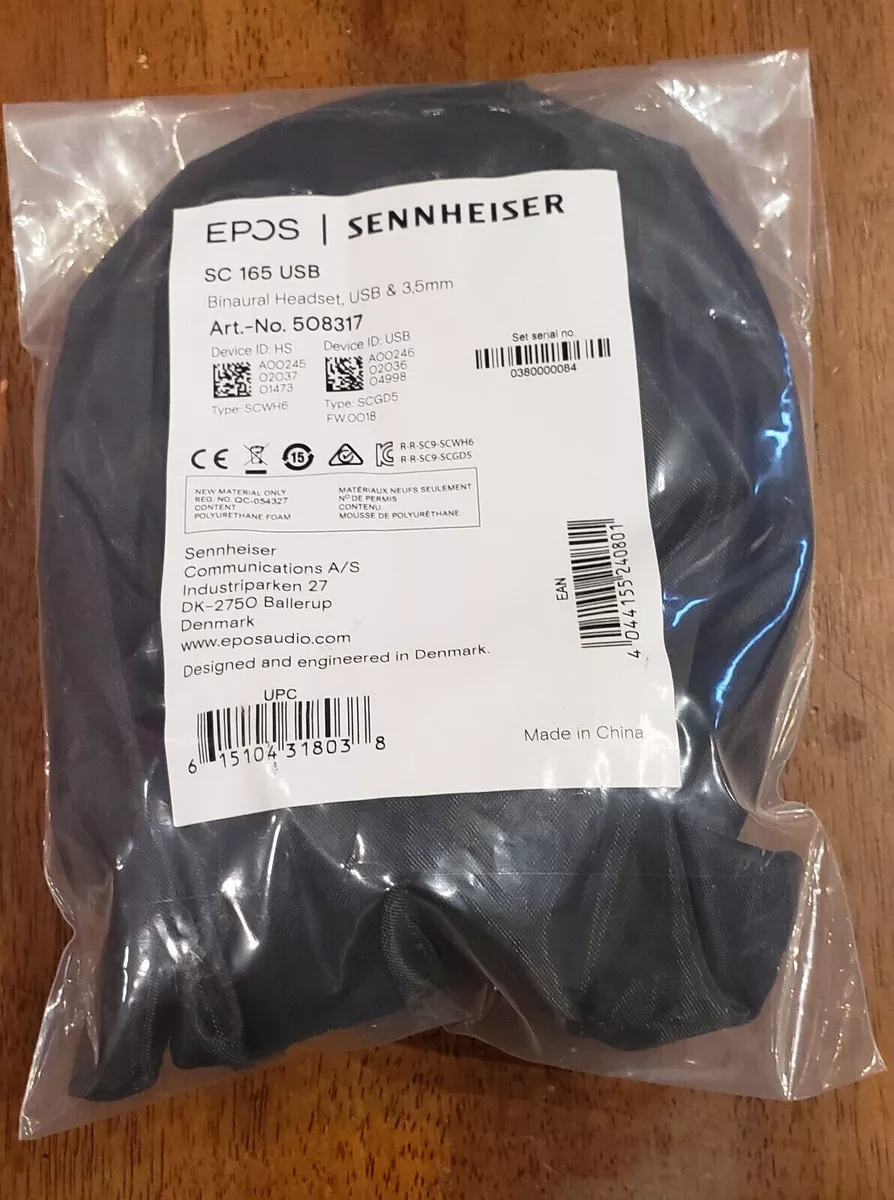 EPOS | SENNHEISER
SC 165 USB
Binaural Headset, USB & 3,5mm
Art.-No. 508317
Device ID: HS
A00245
02037
01473
Type: SCWH6
Device ID: USB
A00246
02036
04998
Type: SCGD5
FW.0018
Set serial no.
0380000084
CE
15
R-R-SC9-SCWH6
R-R-SC9-SCGD5
NEW MATERIAL ONLY
REG. NO. QC-054327
CONTENT
POLYURETHANE FOAM
MATÉRIAUX NEUFS SEULEMENT
Nº DE PERMIS
CONTENU
MOUSSE DE POLYURÉTHANE
Sennheiser
Communications A/S
Industriparken 27
DK-2750 Ballerup
Denmark
www.eposaudio.com
Designed and engineered in Denmark.
EAN
4 044155 240801
UPC
6 15104 31803 8
Made in China